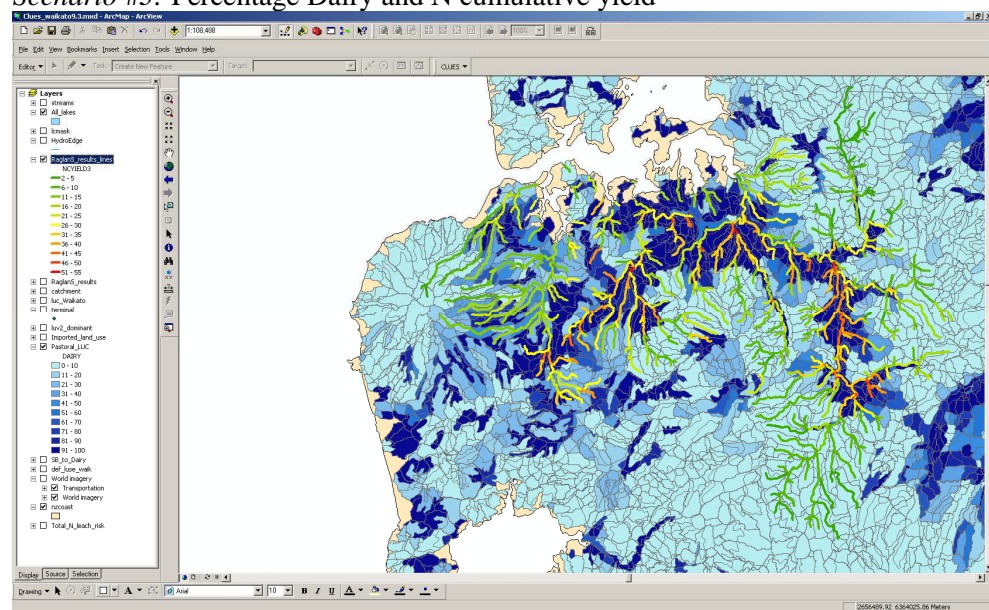 Scenario #3: Percentage Dairy and N cumulative yield
Clues_waikato9.3.mxd - ArcMap - ArcView
1:108,488
100%
File Edit View Bookmarks Insert Selection Tools Window Help
Editor Task: Create New Feature Target: CLUES
Layers
streams
All_lakes
lcmask
HydroEdge
RaglanS_results_lines
NCYIELD3
2 - 5
6 - 10
11 - 15
16 - 20
21 - 25
26 - 30
31 - 35
36 - 40
41 - 45
46 - 50
51 - 55
RaglanS_results
catchment
luc_Waikato
terminal
luv2_dominant
Imported_land_use
Pastoral_LUC
DAIRY
0 - 10
11 - 20
21 - 30
31 - 40
41 - 50
51 - 60
61 - 70
71 - 80
81 - 90
91 - 100
SB_to_Dairy
def_luse_waik
World imagery
Transportation
World imagery
nzcoast
Total_N_leach_risk
Display Source Selection
Drawing A Arial 10 B I U A
2656489.92 6364025.86 Meters